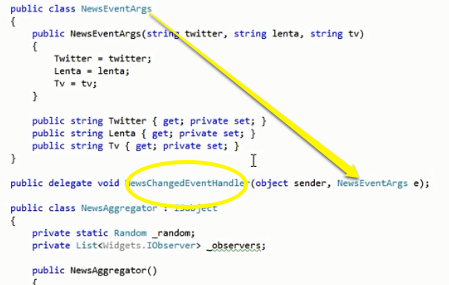 public class NewsEventArgs
{
public NewsEventArgs(string twitter, string lenta, string tv)
{
Twitter = twitter;
Lenta = lenta;
Tv = tv;
}
public string Twitter { get; private set; }
public string Lenta { get; private set; }
public string Tv { get; private set; }
}
public delegate void NewsChangedEventHandler(object sender, NewsEventArgs e);
public class NewsAggregator : ISubject
{
private static Random _random;
private List<Widgets.IObserver> _observers;
public NewsAggregator()
{